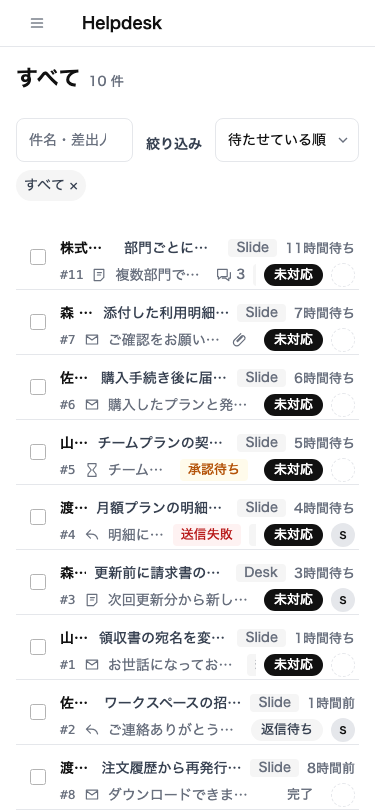 Helpdesk
すべて 10 件
件名・差出人 絞り込み 待たせている順
すべて ×
株式… 部門ごとに… Slide 11時間待ち
#11 複数部門で… 3 未対応
森 … 添付した利用明細… Slide 7時間待ち
#7 ご確認をお願い… 未対応
佐… 購入手続き後に届… Slide 6時間待ち
#6 購入したプランと発… 未対応
山… チームプランの契… Slide 5時間待ち
#5 チーム… 承認待ち 未対応
渡… 月額プランの明細… Slide 4時間待ち
#4 明細に… 送信失敗 未対応 S
森… 更新前に請求書の… Desk 3時間待ち
#3 次回更新分から新し… 未対応 S
山… 領収書の宛名を変… Slide 1時間待ち
#1 お世話になってお… 未対応
佐… ワークスペースの招… Slide 1時間前
#2 ご連絡ありがとう… 返信待ち S
渡… 注文履歴から再発行… Slide 8時間前
#8 ダウンロードできま… 完了